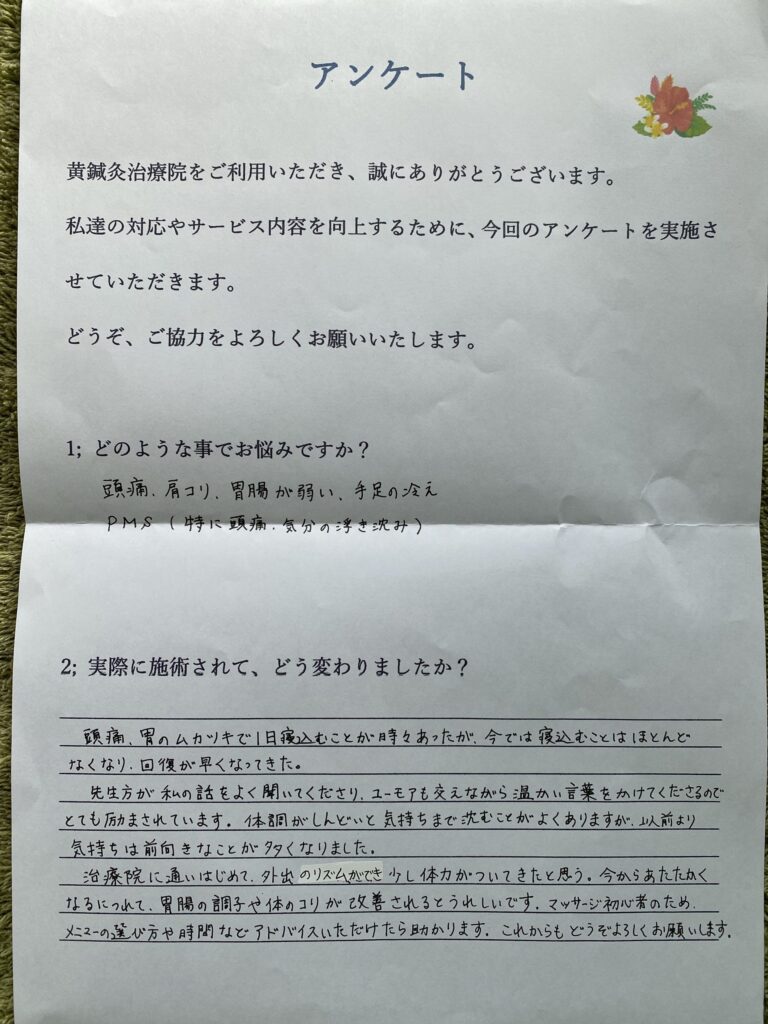 アンケート
黄鍼灸治療院をご利用いただき、誠にありがとうございます。
私達の対応やサービス内容を向上するために、今回のアンケートを実施さ
せていただきます。
どうぞ、ご協力をよろしくお願いいたします。
1; どのような事でお悩みですか？
頭痛、肩コリ、胃腸が弱い、手足の冷え
PMS (特に頭痛、気分の浮き沈み)
2; 実際に施術されて、どう変わりましたか？
頭痛、胃のムカツキで1日寝込むことが時々あったが、今では寝込むことはほとんど
なくなり、回復が早くなってきた。
先生方が私の話をよく聞いてくださり、ユーモアも交えながら温かい言葉をかけてくださるので
とても励まされています。体調がしんどいと気持ちまで沈むことがよくありますが、以前より
気持ちは前向きなことが多くなりました。
治療院に通いはじめて、外出のリズムができ少し体力がついてきたと思う。今からあたたかく
なるにつれて、胃腸の調子や体のコリが改善されるとうれしいです。マッサージ初心者のため、
メニューの選び方や時間などアドバイスいただけたら助かります。これからもどうぞよろしくお願いします。